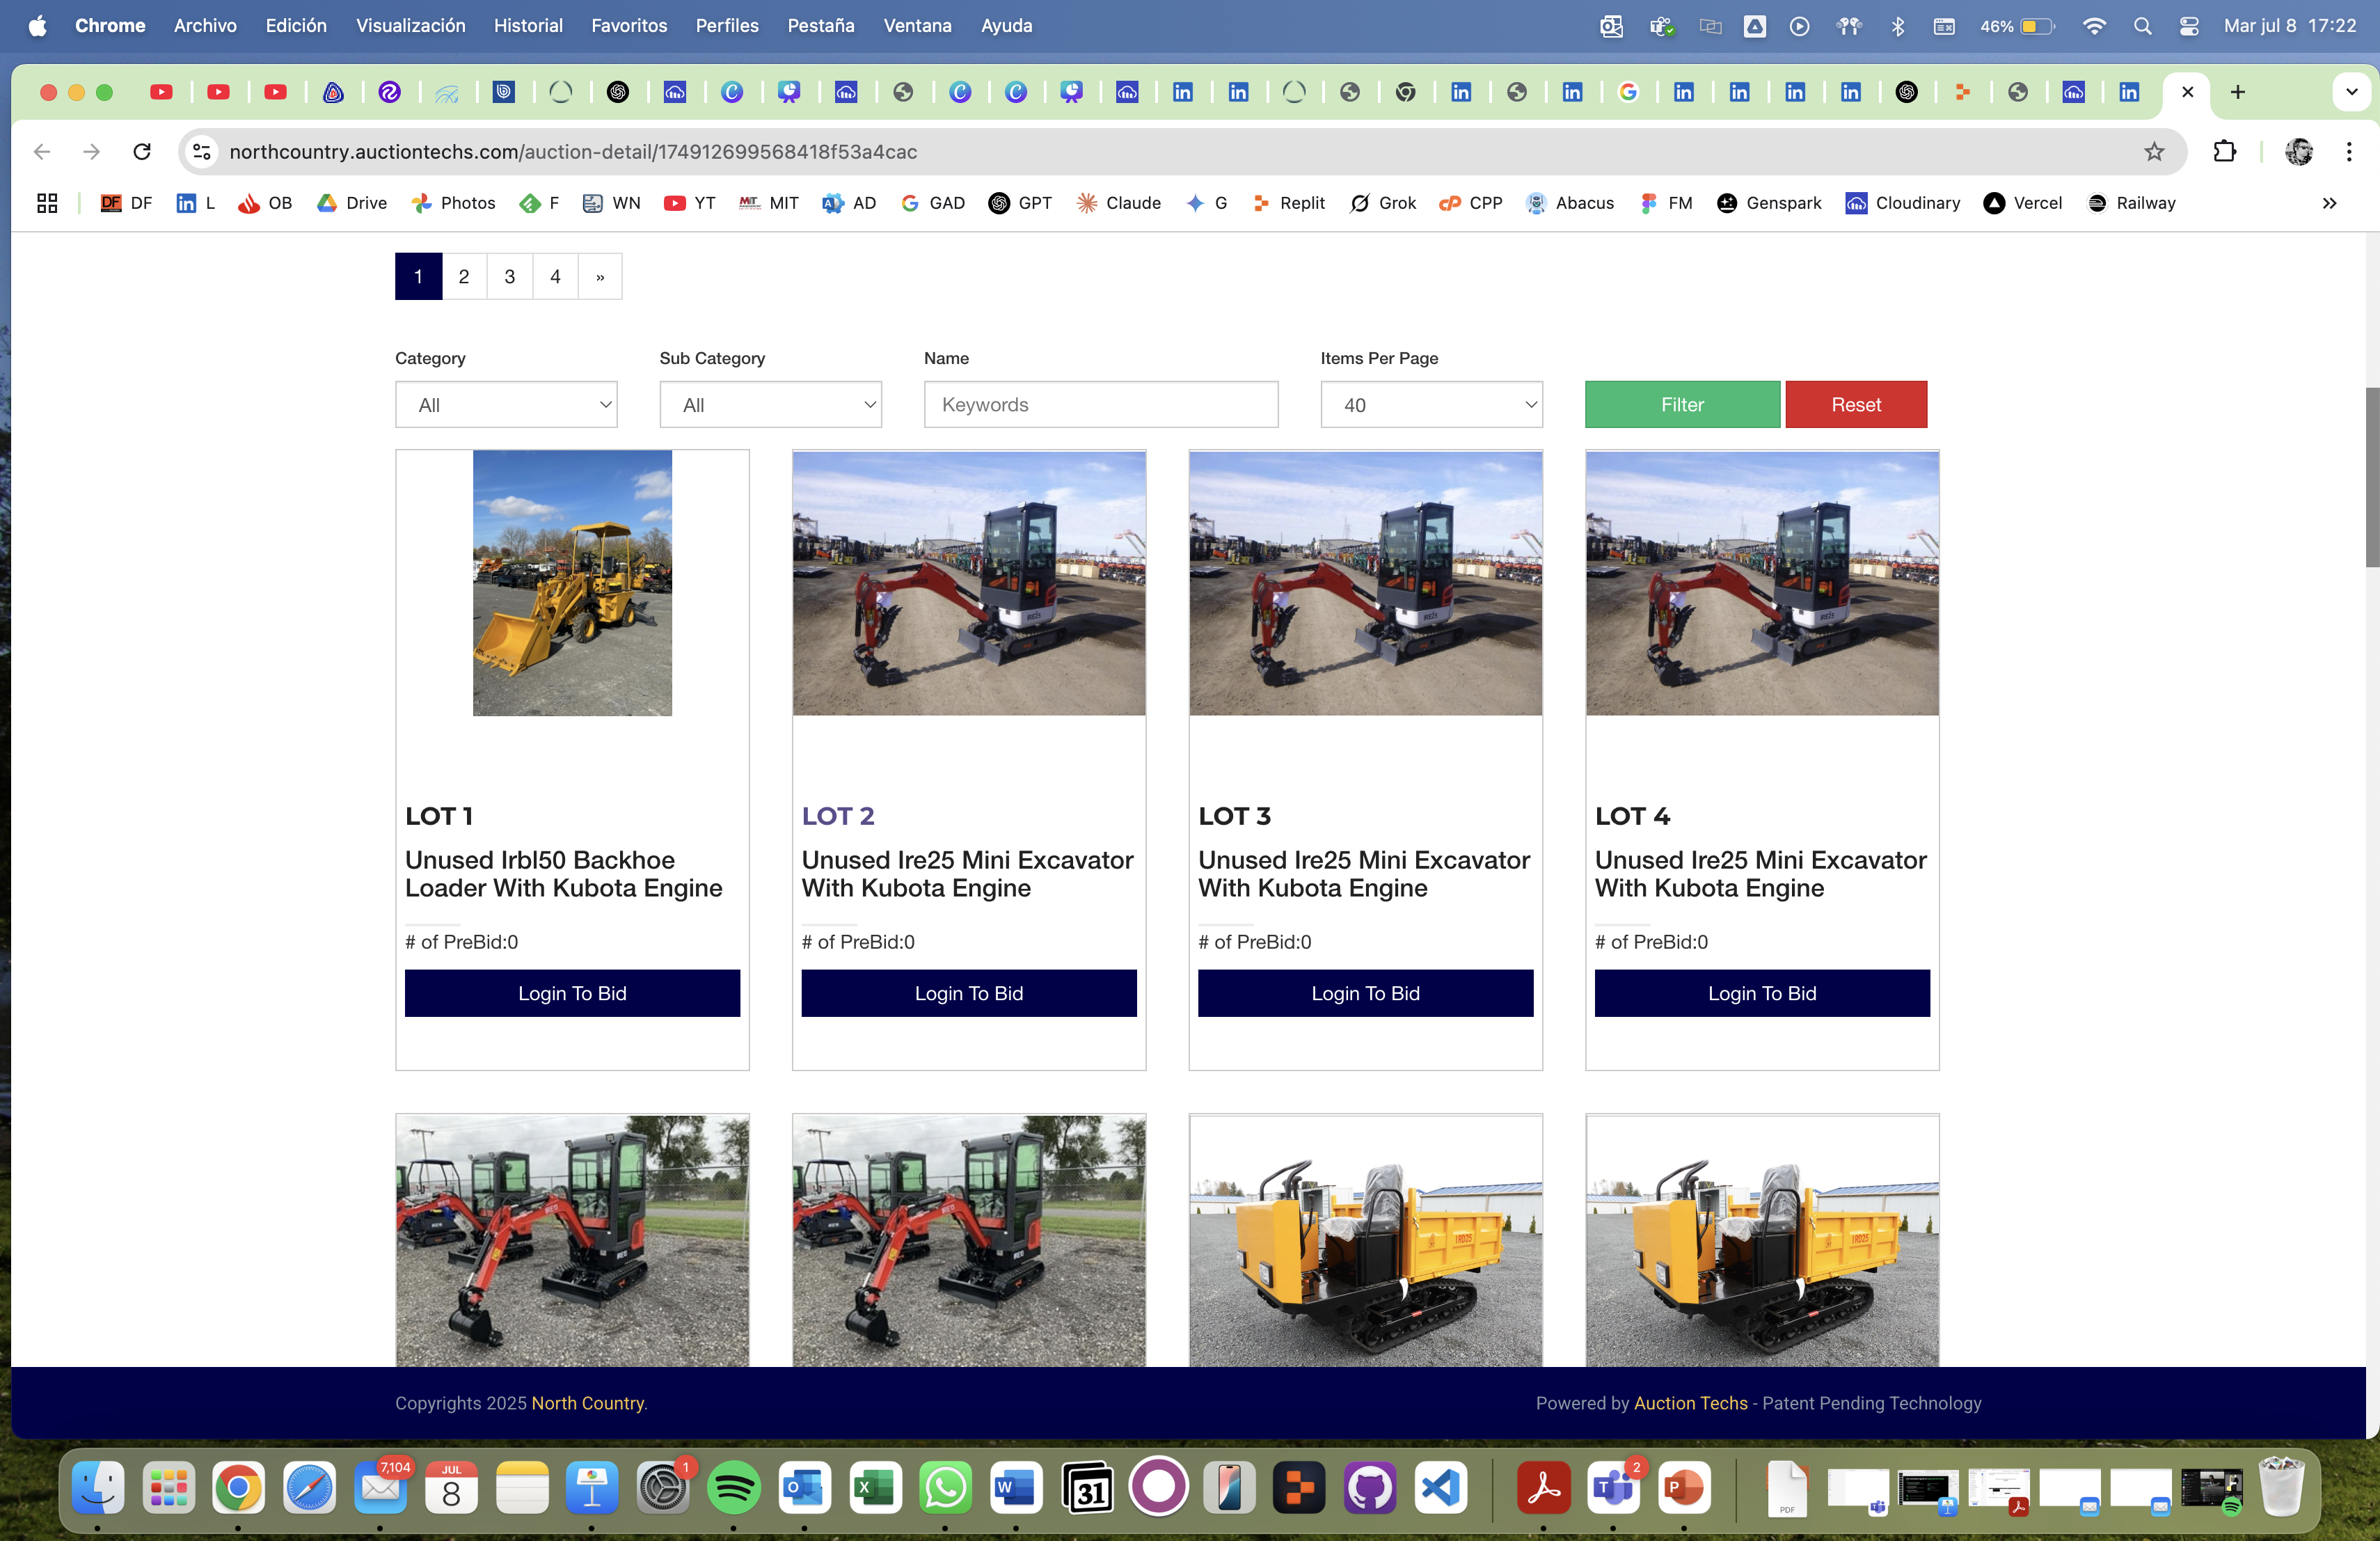 Chrome Archivo Edición Visualización Historial Favoritos Perfiles Pestaña Ventana Ayuda 46% Mar jul 8 17:22
northcountry.auctiontechs.com/auction-detail/174912699568418f53a4cac
DF L OB Drive Photos F WN YT MIT AD GAD GPT Claude G Replit Grok CPP Abacus FM Genspark Cloudinary Vercel Railway »
1 2 3 4 »
Category Sub Category Name Items Per Page
All All Keywords 40 Filter Reset
LOT 1
Unused Irbl50 Backhoe
Loader With Kubota Engine
# of PreBid:0
Login To Bid
LOT 2
Unused Ire25 Mini Excavator
With Kubota Engine
# of PreBid:0
Login To Bid
LOT 3
Unused Ire25 Mini Excavator
With Kubota Engine
# of PreBid:0
Login To Bid
LOT 4
Unused Ire25 Mini Excavator
With Kubota Engine
# of PreBid:0
Login To Bid
IRD25
IRD25
Copyrights 2025 North Country. Powered by Auction Techs - Patent Pending Technology
7,104
JUL
8
1
31
2
PDF